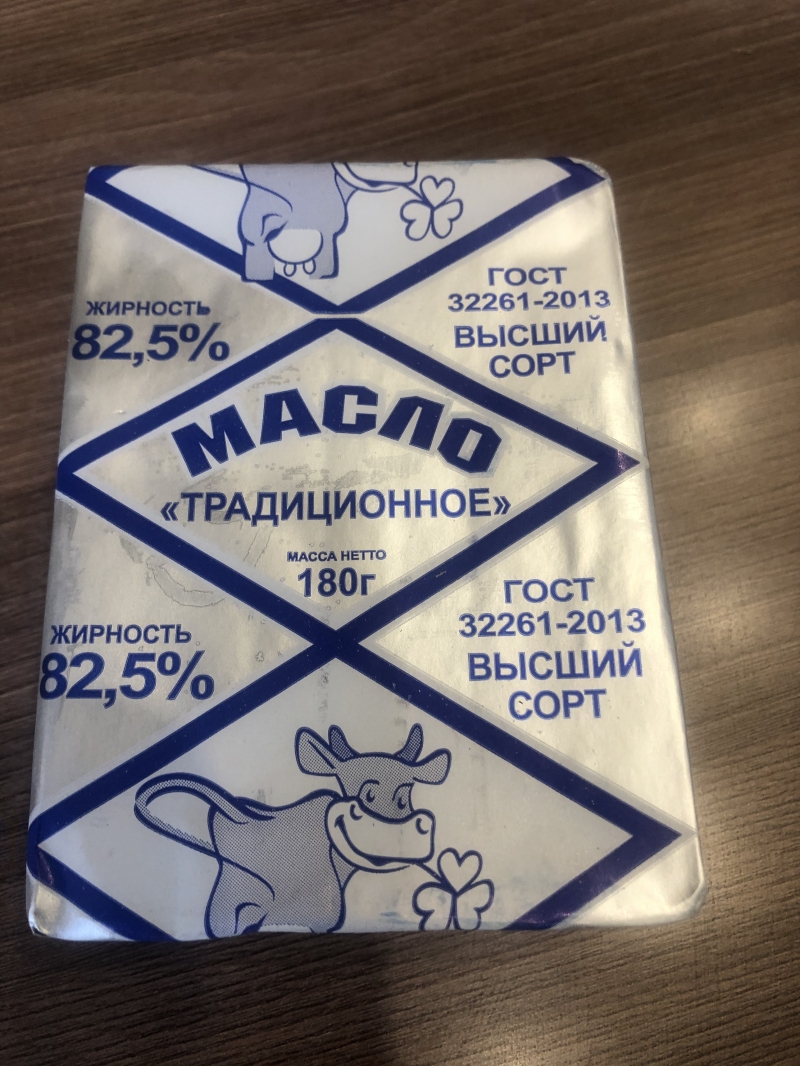 ЖИРНОСТЬ
82,5%
ГОСТ
32261-2013
ВЫСШИЙ
СОРТ
МАСЛО
«ТРАДИЦИОННОЕ»
МАССА НЕТТО
180г
ЖИРНОСТЬ
82,5%
ГОСТ
32261-2013
ВЫСШИЙ
СОРТ